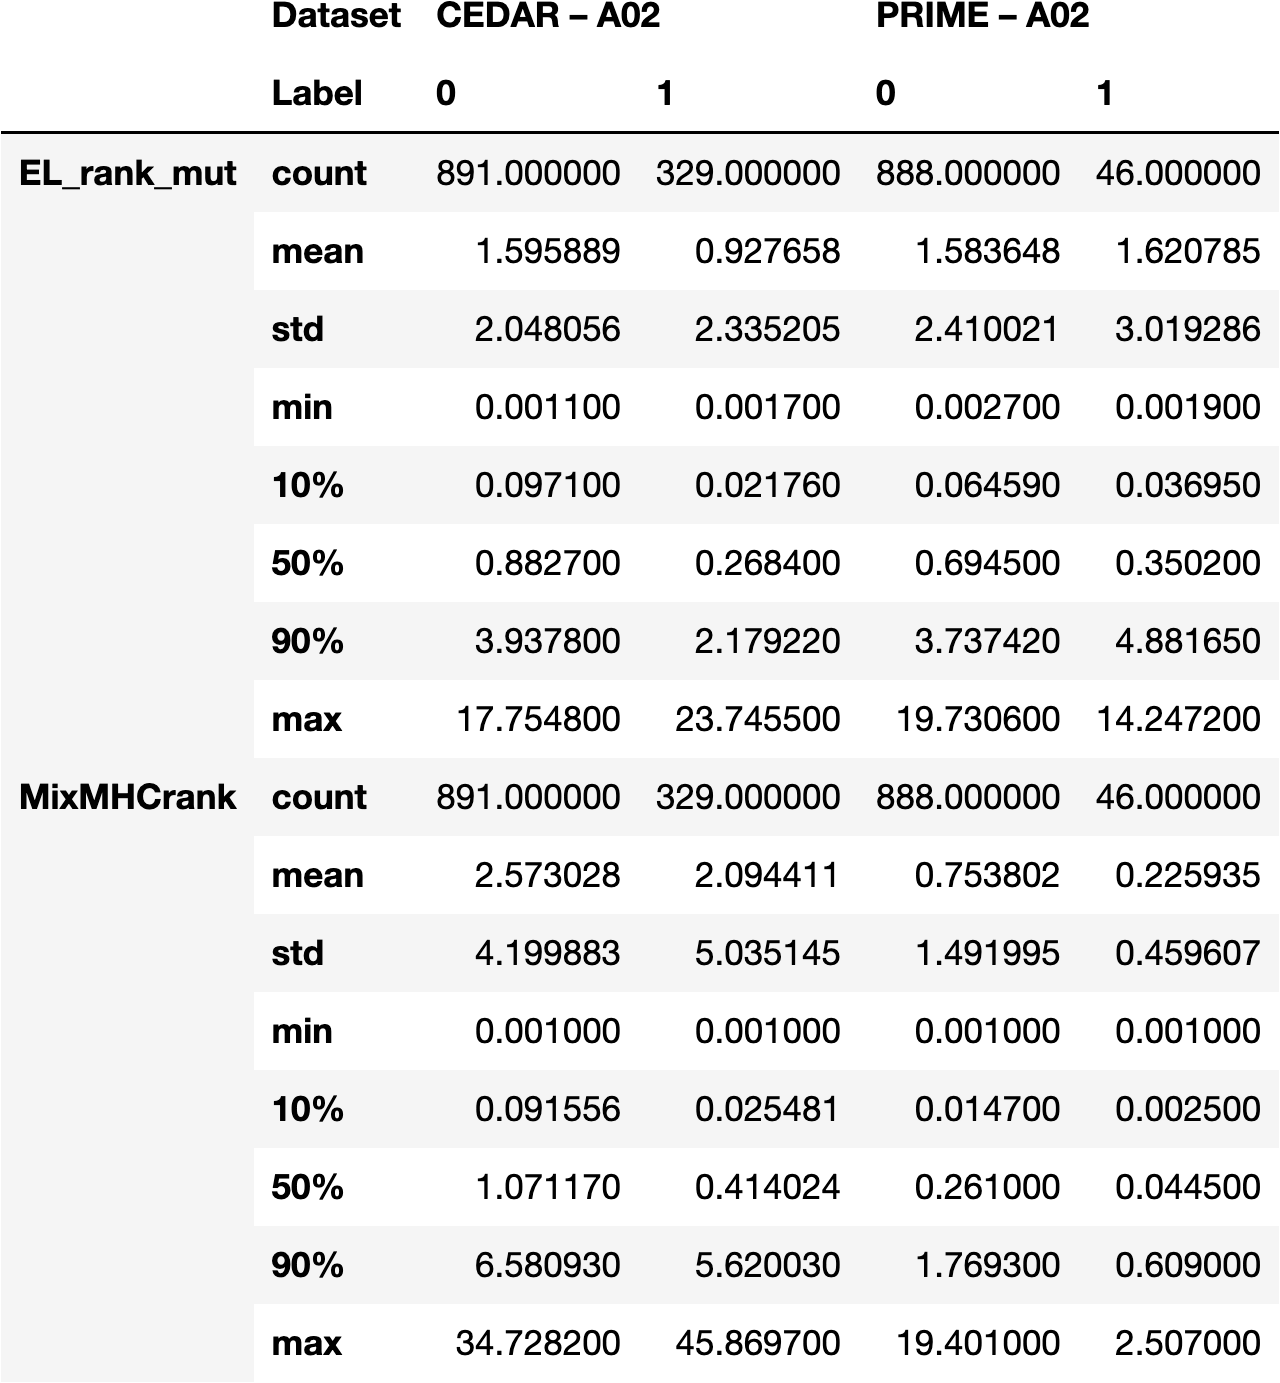 Dataset CEDAR – A02 PRIME – A02
Label 0 1 0 1
EL_rank_mut count 891.000000 329.000000 888.000000 46.000000
mean 1.595889 0.927658 1.583648 1.620785
std 2.048056 2.335205 2.410021 3.019286
min 0.001100 0.001700 0.002700 0.001900
10% 0.097100 0.021760 0.064590 0.036950
50% 0.882700 0.268400 0.694500 0.350200
90% 3.937800 2.179220 3.737420 4.881650
max 17.754800 23.745500 19.730600 14.247200
MixMHCrank count 891.000000 329.000000 888.000000 46.000000
mean 2.573028 2.094411 0.753802 0.225935
std 4.199883 5.035145 1.491995 0.459607
min 0.001000 0.001000 0.001000 0.001000
10% 0.091556 0.025481 0.014700 0.002500
50% 1.071170 0.414024 0.261000 0.044500
90% 6.580930 5.620030 1.769300 0.609000
max 34.728200 45.869700 19.401000 2.507000